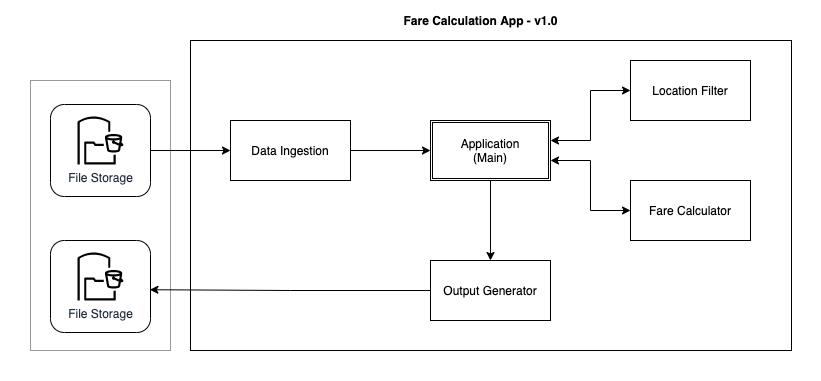 Fare Calculation App - v1.0
File Storage
Data Ingestion
Application
(Main)
Location Filter
Fare Calculator
File Storage
Output Generator